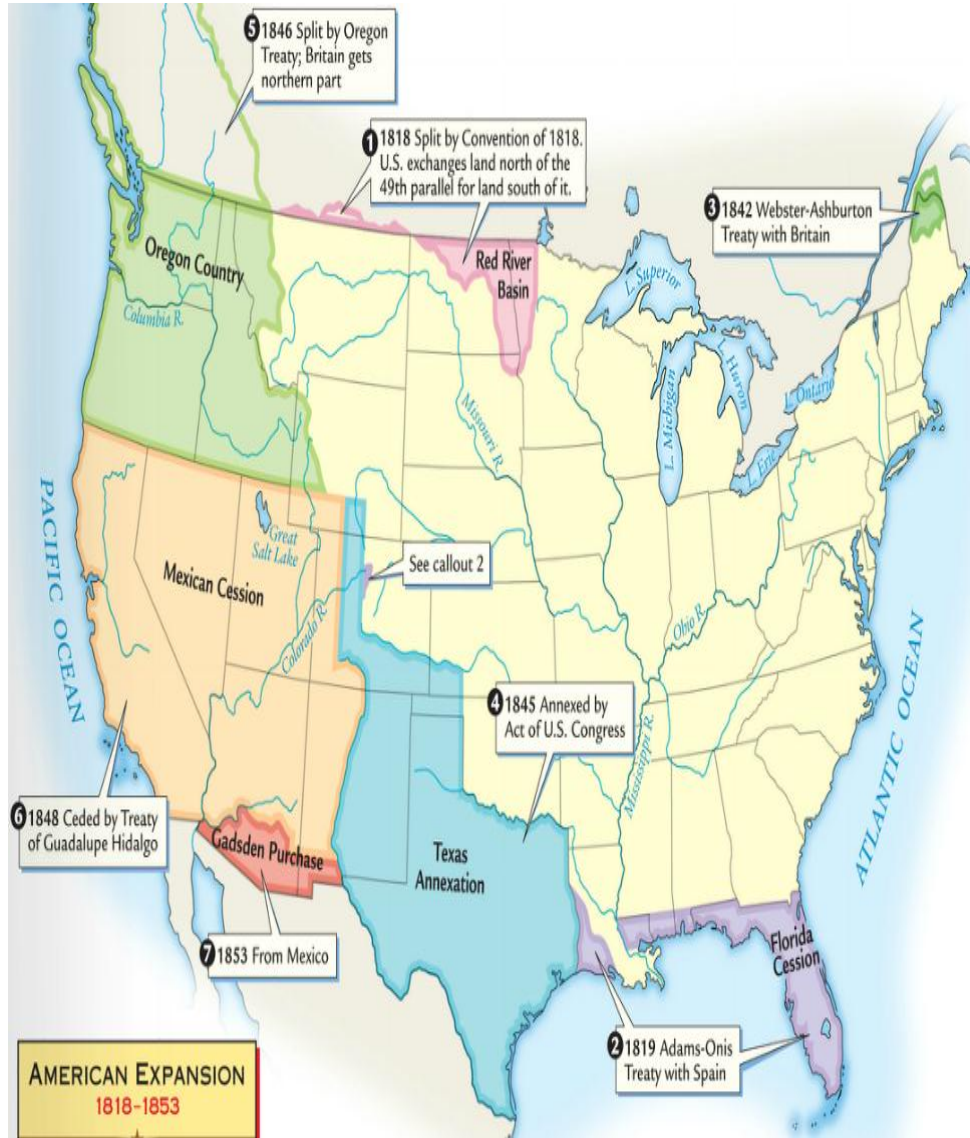 5 1846 Split by Oregon
Treaty; Britain gets
northern part
1 1818 Split by Convention of 1818.
U.S. exchanges land north of the
49th parallel for land south of it.
3 1842 Webster-Ashburton
Treaty with Britain
Oregon Country
Red River
Basin
L. Superior
Columbia R.
L. Huron
L. Michigan
L. Ontario
Missouri R.
L. Erie
PACIFIC OCEAN
Great
Salt Lake
See callout 2
Mexican Cession
Colorado R.
Ohio R.
ATLANTIC OCEAN
4 1845 Annexed by
Act of U.S. Congress
Mississippi R.
6 1848 Ceded by Treaty
of Guadalupe Hidalgo
Gadsden Purchase
Texas
Annexation
7 1853 From Mexico
Florida
Cession
2 1819 Adams-Onis
Treaty with Spain
AMERICAN EXPANSION
1818–1853